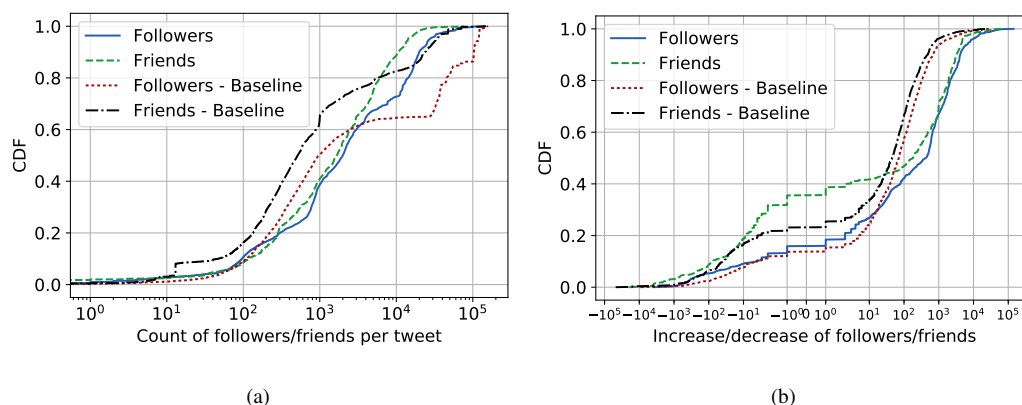 1.0
0.8
0.6
0.4
0.2
0.0
CDF
Followers
Friends
Followers - Baseline
Friends - Baseline
10⁰ 10¹ 10² 10³ 10⁴ 10⁵
Count of followers/friends per tweet
(a)
1.0
0.8
0.6
0.4
0.2
0.0
CDF
Followers
Friends
Followers - Baseline
Friends - Baseline
−10⁵ −10⁴ −10³ −10² −10¹ −10⁰ 10⁰ 10¹ 10² 10³ 10⁴ 10⁵
Increase/decrease of followers/friends
(b)